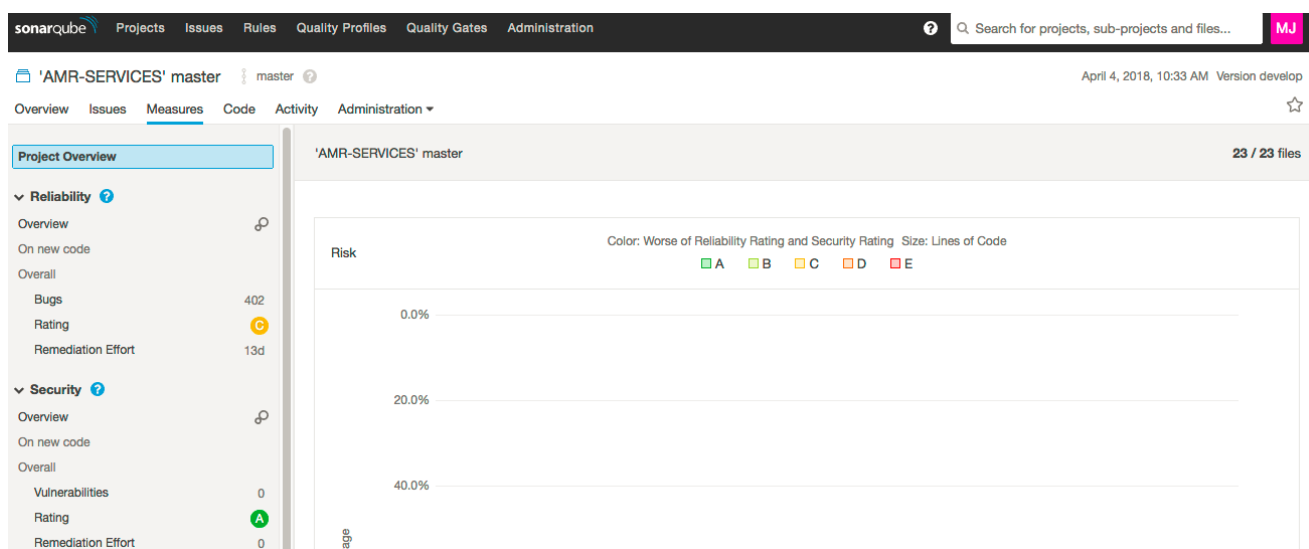 sonarqube Projects Issues Rules Quality Profiles Quality Gates Administration ? Search for projects, sub-projects and files... MJ
'AMR-SERVICES' master master ? April 4, 2018, 10:33 AM Version develop
Overview Issues Measures Code Activity Administration
Project Overview
'AMR-SERVICES' master 23 / 23 files
Reliability ?
Overview
On new code
Overall
Bugs 402
Rating C
Remediation Effort 13d
Security ?
Overview
On new code
Overall
Vulnerabilities 0
Rating A
Remediation Effort 0
Risk
Color: Worse of Reliability Rating and Security Rating Size: Lines of Code
A B C D E
0.0%
20.0%
40.0%
age